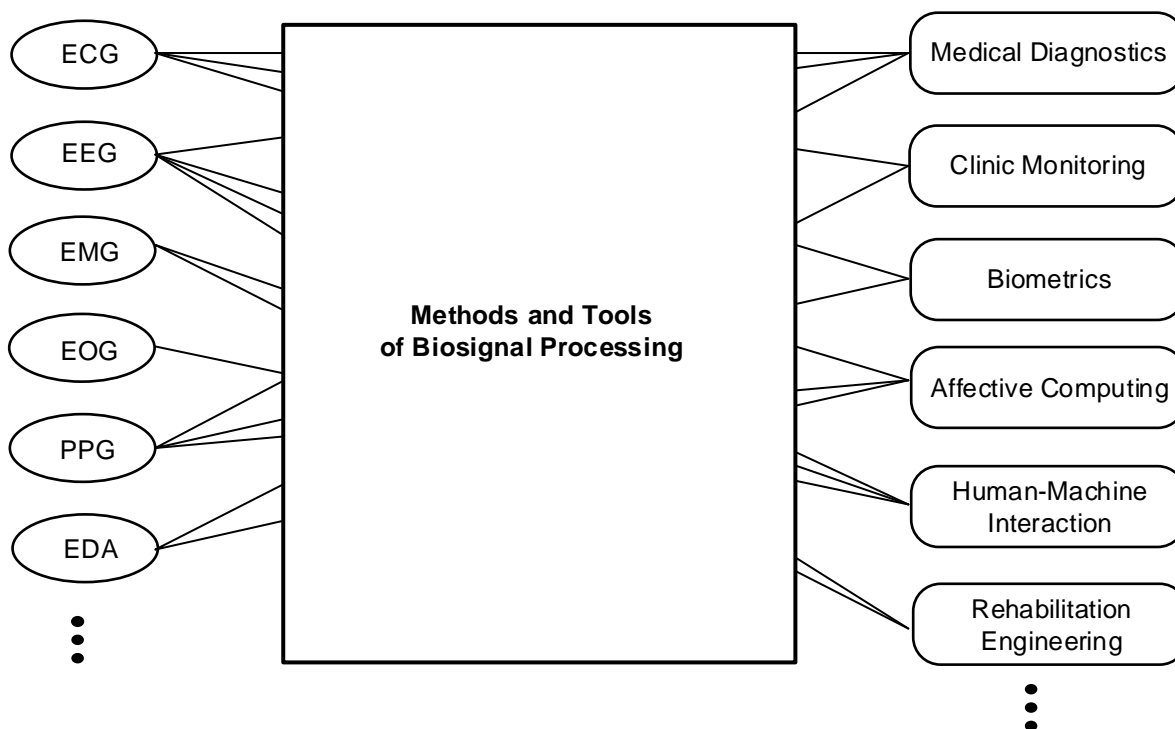 ECG
EEG
EMG
EOG
PPG
EDA
Methods and Tools
of Biosignal Processing
Medical Diagnostics
Clinic Monitoring
Biometrics
Affective Computing
Human-Machine
Interaction
Rehabilitation
Engineering